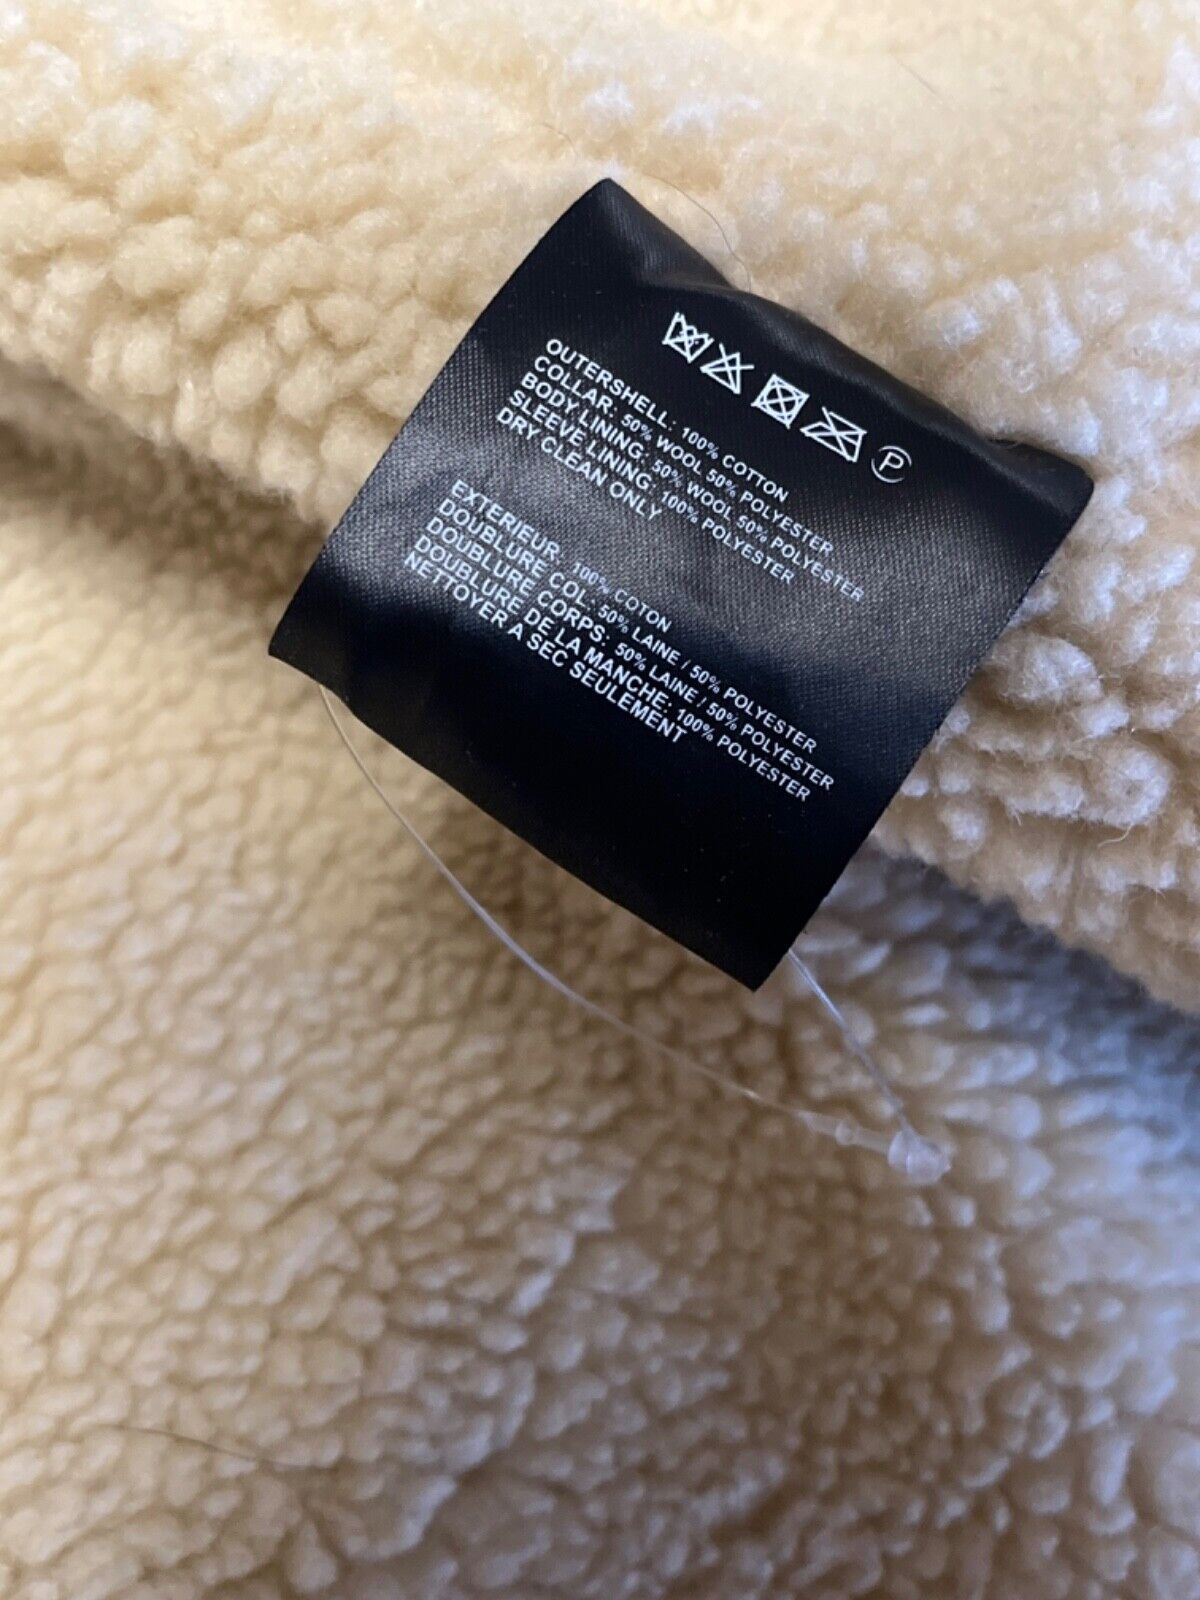 P
OUTERSHELL: 100% COTTON
COLLAR: 50% WOOL 50% POLYESTER
BODY LINING: 50% WOOL 50% POLYESTER
SLEEVE LINING: 100% POLYESTER
DRY CLEAN ONLY
EXTERIEUR: 100% COTON
DOUBLURE COL: 50% LAINE / 50% POLYESTER
DOUBLURE CORPS: 50% LAINE / 50% POLYESTER
DOUBLURE DE LA MANCHE: 100% POLYESTER
NETTOYER A SEC SEULEMENT